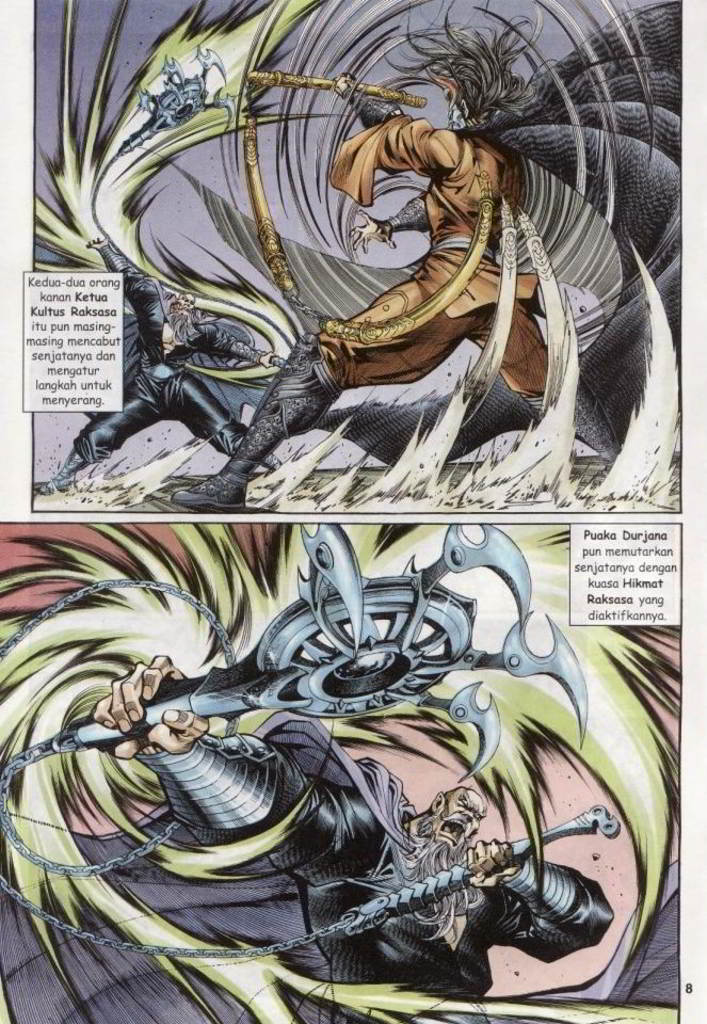 Kedua-dua orang
kanan Ketua
Kultus Raksasa
itu pun masing-
masing mencabut
senjatanya dan
mengatur
langkah untuk
menyerang.
Puaka Durjana
pun memutarkan
senjatanya dengan
kuasa Hikmat
Raksasa yang
diaktifkannya.
8